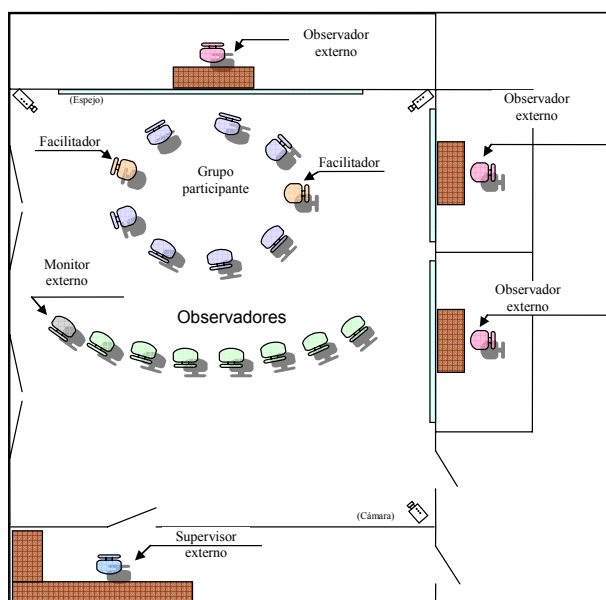 Observador
externo
(Espejo)
Observador
externo
Facilitador
Facilitador
Grupo
participante
Monitor
externo
Observador
externo
Observadores
(Cámara)
Supervisor
externo